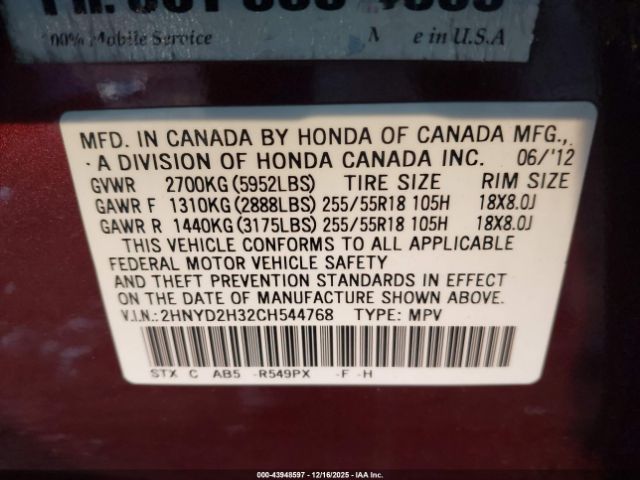 100% Mobile Service
e in U.S.A
MFD. IN CANADA BY HONDA OF CANADA MFG.,
A DIVISION OF HONDA CANADA INC. 06/'12
GVWR 2700KG (5952LBS) TIRE SIZE RIM SIZE
GAWR F 1310KG (2888LBS) 255/55R18 105H 18X8.0J
GAWR R 1440KG (3175LBS) 255/55R18 105H 18X8.0J
THIS VEHICLE CONFORMS TO ALL APPLICABLE
FEDERAL MOTOR VEHICLE SAFETY
AND THEFT PREVENTION STANDARDS IN EFFECT
ON THE DATE OF MANUFACTURE SHOWN ABOVE.
V.I.N.: 2HNYD2H32CH544768 TYPE: MPV
STX C AB5 -R549PX -F -H
000-43948597 - 12/16/2025 - IAA Inc.